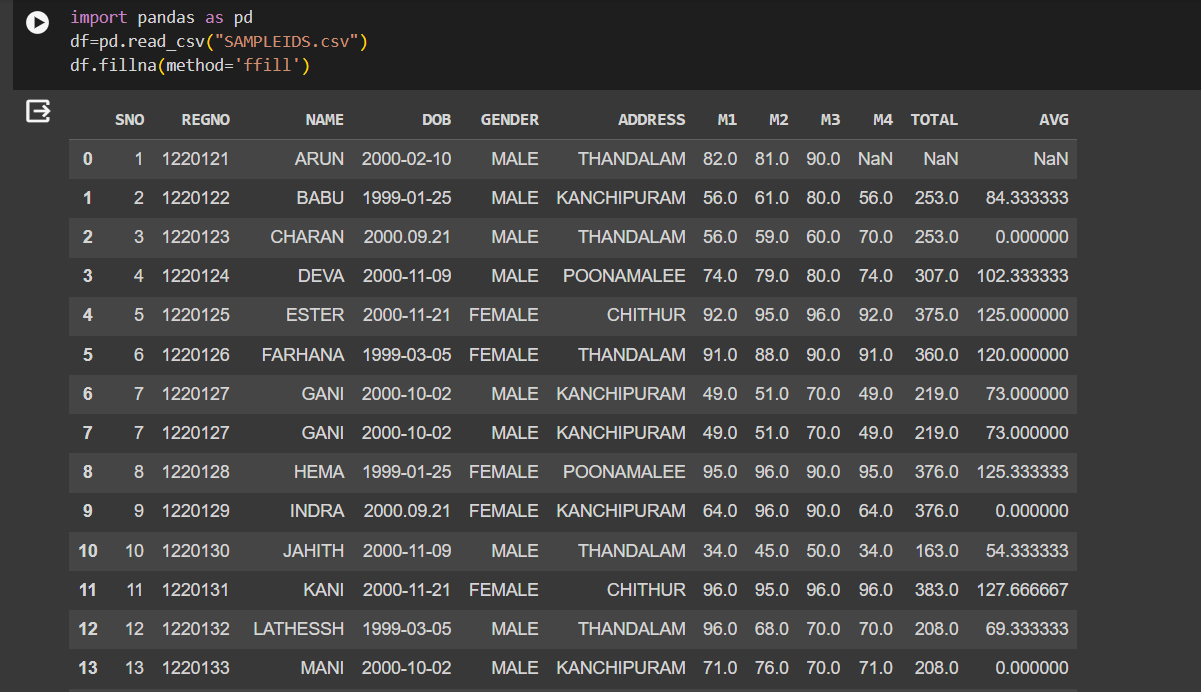 import pandas as pd
df=pd.read_csv("SAMPLEIDS.csv")
df.fillna(method='ffill')
SNO REGNO NAME DOB GENDER ADDRESS M1 M2 M3 M4 TOTAL AVG
0 1 1220121 ARUN 2000-02-10 MALE THANDALAM 82.0 81.0 90.0 NaN NaN NaN
1 2 1220122 BABU 1999-01-25 MALE KANCHIPURAM 56.0 61.0 80.0 56.0 253.0 84.333333
2 3 1220123 CHARAN 2000.09.21 MALE THANDALAM 56.0 59.0 60.0 70.0 253.0 0.000000
3 4 1220124 DEVA 2000-11-09 MALE POONAMALEE 74.0 79.0 80.0 74.0 307.0 102.333333
4 5 1220125 ESTER 2000-11-21 FEMALE CHITHUR 92.0 95.0 96.0 92.0 375.0 125.000000
5 6 1220126 FARHANA 1999-03-05 FEMALE THANDALAM 91.0 88.0 90.0 91.0 360.0 120.000000
6 7 1220127 GANI 2000-10-02 MALE KANCHIPURAM 49.0 51.0 70.0 49.0 219.0 73.000000
7 7 1220127 GANI 2000-10-02 MALE KANCHIPURAM 49.0 51.0 70.0 49.0 219.0 73.000000
8 8 1220128 HEMA 1999-01-25 FEMALE POONAMALEE 95.0 96.0 90.0 95.0 376.0 125.333333
9 9 1220129 INDRA 2000.09.21 FEMALE KANCHIPURAM 64.0 96.0 90.0 64.0 376.0 0.000000
10 10 1220130 JAHITH 2000-11-09 MALE THANDALAM 34.0 45.0 50.0 34.0 163.0 54.333333
11 11 1220131 KANI 2000-11-21 FEMALE CHITHUR 96.0 95.0 96.0 96.0 383.0 127.666667
12 12 1220132 LATHESSH 1999-03-05 MALE THANDALAM 96.0 68.0 70.0 70.0 208.0 69.333333
13 13 1220133 MANI 2000-10-02 MALE KANCHIPURAM 71.0 76.0 70.0 71.0 208.0 0.000000